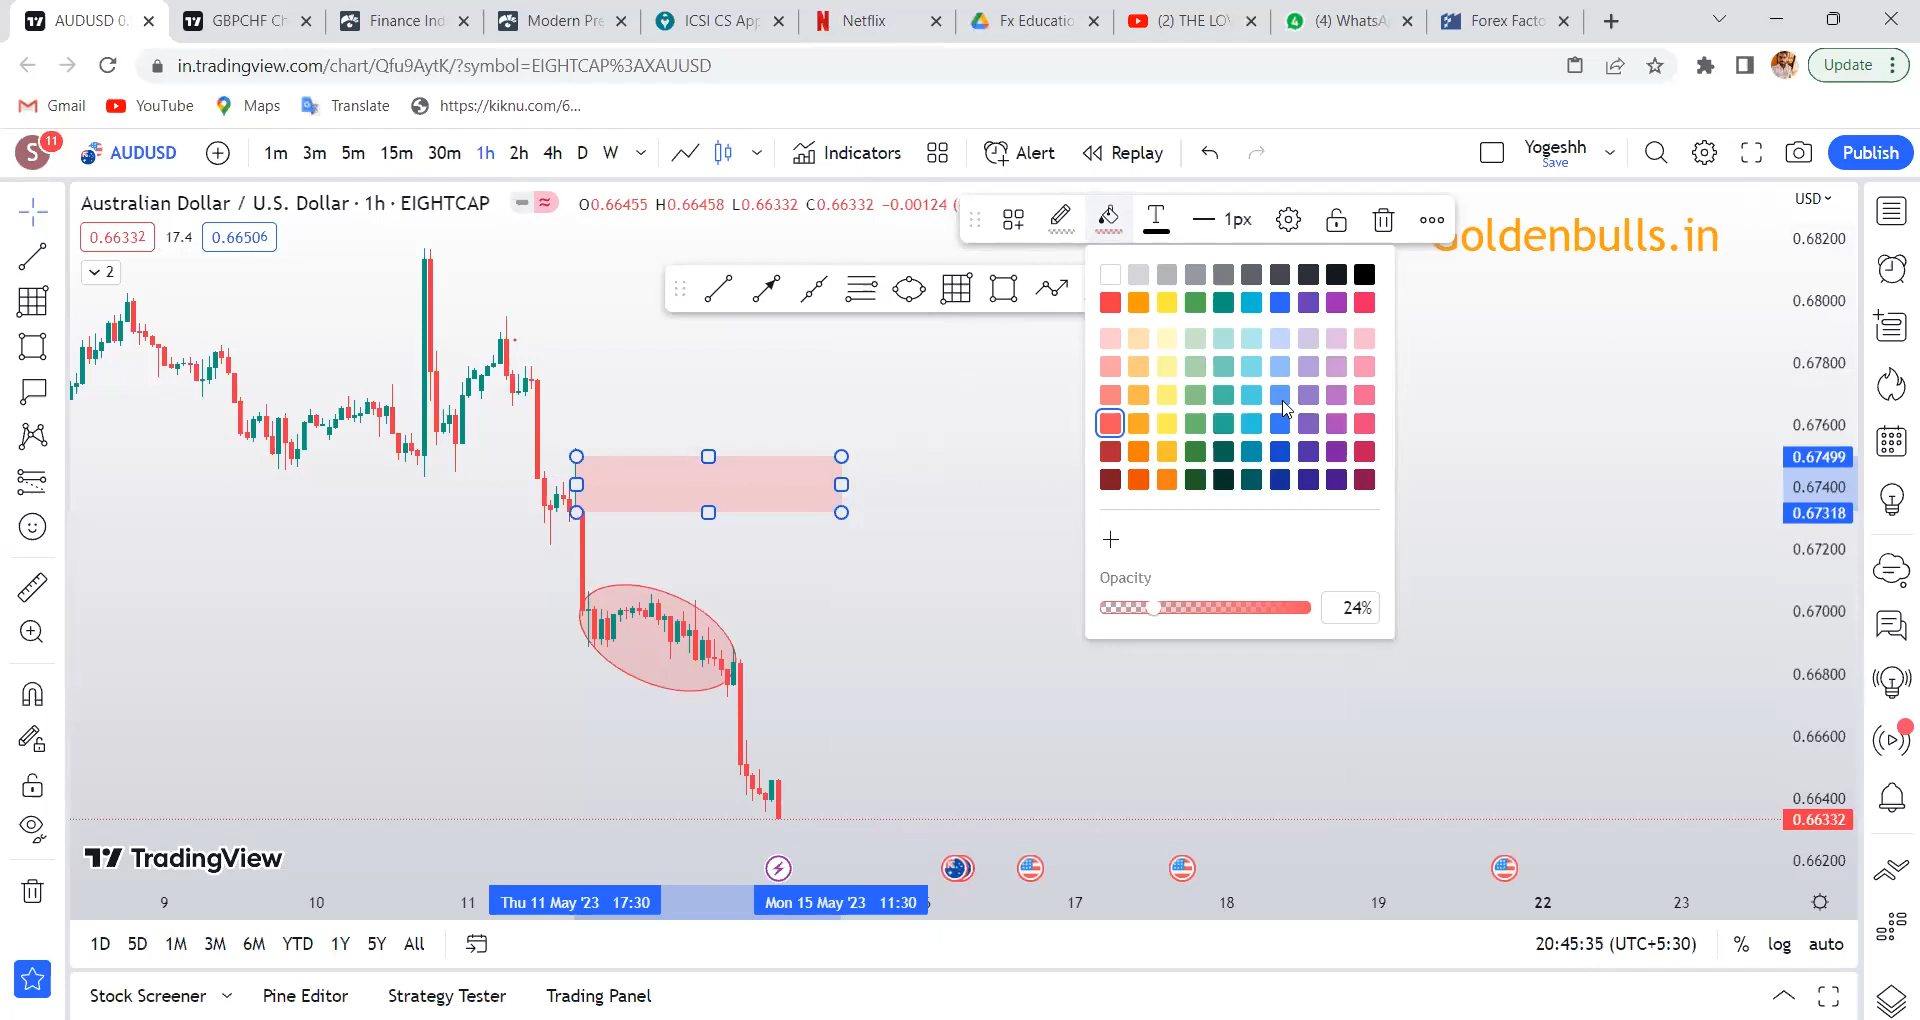 AUDUSD 0.
GBPCHF Ch
Finance Ind
Modern Pre
ICSI CS App
Netflix
Fx Educatio
(2) THE LOV
(4) WhatsA
Forex Facto
in.tradingview.com/chart/Qfu9AytK/?symbol=EIGHTCAP%3AXAUUSD
Update
Gmail
YouTube
Maps
Translate
https://kiknu.com/6...
S
11
AUDUSD
1m 3m 5m 15m 30m 1h 2h 4h D W
Indicators
Alert
Replay
Yogeshh
Save
Publish
Australian Dollar / U.S. Dollar · 1h · EIGHTCAP
O0.66455 H0.66458 L0.66332 C0.66332 −0.00124 (
0.66332
17.4
0.66506
2
T
1px
oldenbulls.in
USD
0.68200
0.68000
0.67800
0.67600
0.67499
0.67400
0.67318
0.67200
0.67000
0.66800
0.66600
0.66400
0.66332
0.66200
Opacity
24%
TradingView
9 10 11
Thu 11 May '23 17:30
Mon 15 May '23 11:30
17 18 19 22 23
1D 5D 1M 3M 6M YTD 1Y 5Y All
20:45:35 (UTC+5:30)
% log auto
Stock Screener
Pine Editor
Strategy Tester
Trading Panel